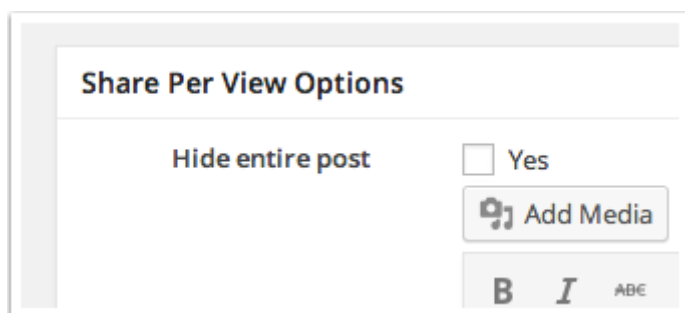 Share Per View Options
Hide entire post Yes
Add Media
B I ABC